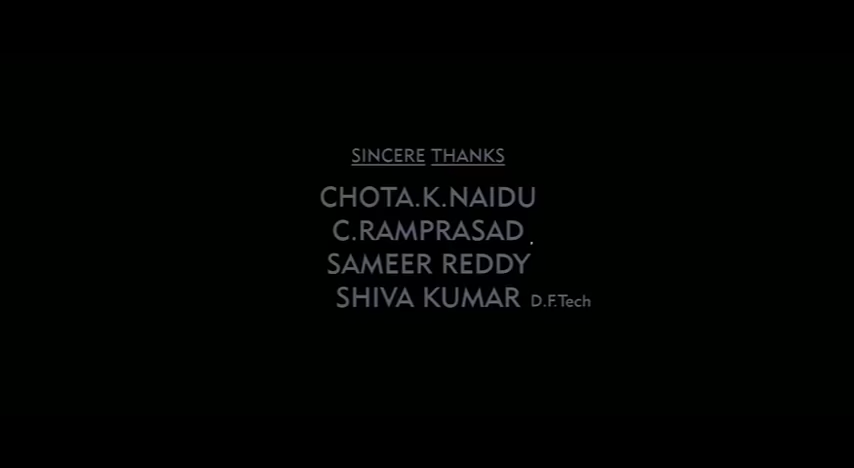 SINCERE THANKS
CHOTA.K.NAIDU
C.RAMPRASAD
SAMEER REDDY
SHIVA KUMAR D.F.Tech